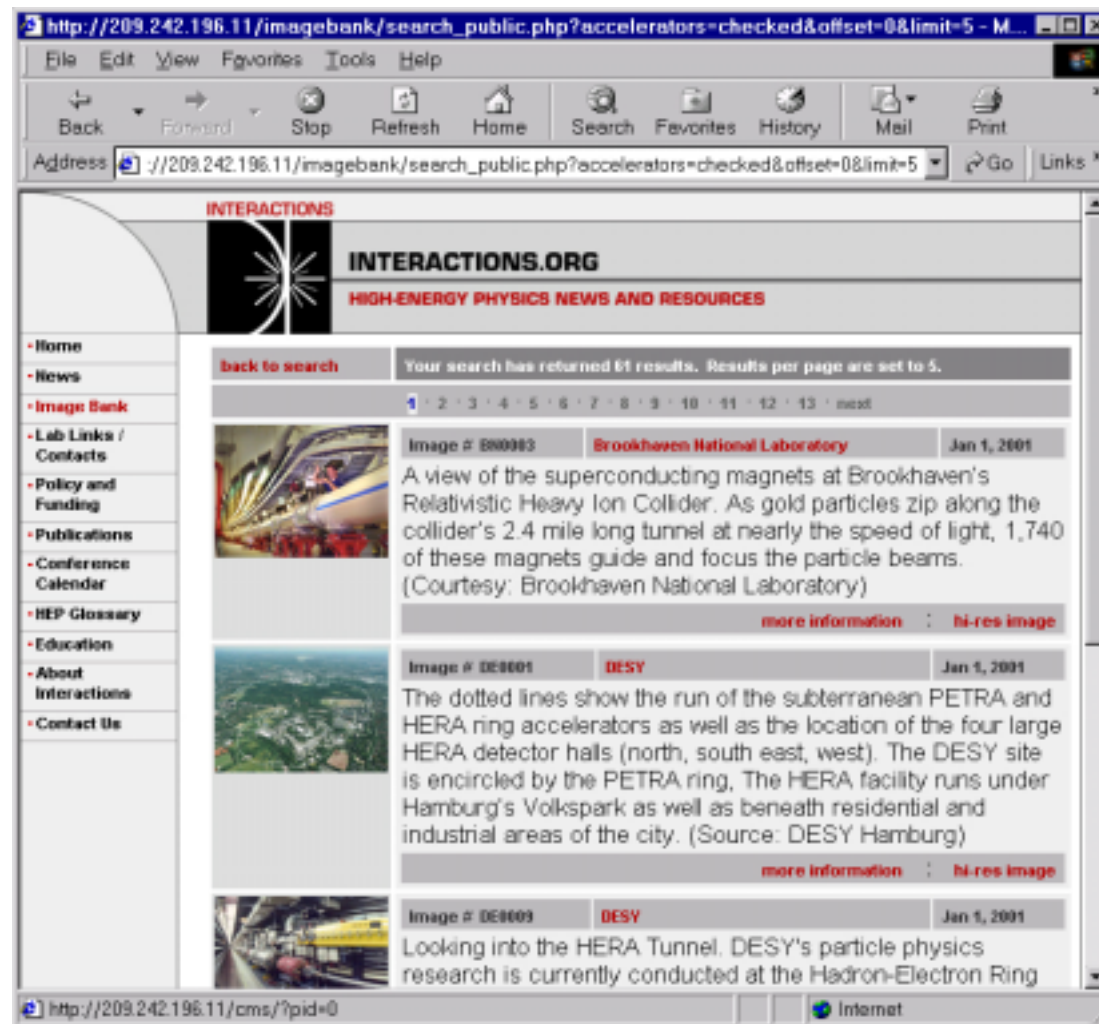 http://209.242.196.11/imagebank/search_public.php?accelerators=checked&offset=0&limit=5 - M...
File Edit View Favorites Tools Help
Back Forward Stop Refresh Home Search Favorites History Mail Print
Address ://209.242.196.11/imagebank/search_public.php?accelerators=checked&offset=0&limit=5 Go Links
INTERACTIONS
INTERACTIONS.ORG
HIGH-ENERGY PHYSICS NEWS AND RESOURCES
Home
News
Image Bank
Lab Links /
Contacts
Policy and
Funding
Publications
Conference
Calendar
HEP Glossary
Education
About
Interactions
Contact Us
back to search Your search has returned 61 results. Results per page are set to 5.
1 · 2 · 3 · 4 · 5 · 6 · 7 · 8 · 9 · 10 · 11 · 12 · 13 · next
Image # BN0003 Brookhaven National Laboratory Jan 1, 2001
A view of the superconducting magnets at Brookhaven's
Relativistic Heavy Ion Collider. As gold particles zip along the
collider's 2.4 mile long tunnel at nearly the speed of light, 1,740
of these magnets guide and focus the particle beams.
(Courtesy: Brookhaven National Laboratory)
more information : hi-res image
Image # DE0001 DESY Jan 1, 2001
The dotted lines show the run of the subterranean PETRA and
HERA ring accelerators as well as the location of the four large
HERA detector halls (north, south east, west). The DESY site
is encircled by the PETRA ring, The HERA facility runs under
Hamburg's Volkspark as well as beneath residential and
industrial areas of the city. (Source: DESY Hamburg)
more information : hi-res image
Image # DE0009 DESY Jan 1, 2001
Looking into the HERA Tunnel. DESY's particle physics
research is currently conducted at the Hadron-Electron Ring
http://209.242.196.11/cms/?pid=0 Internet